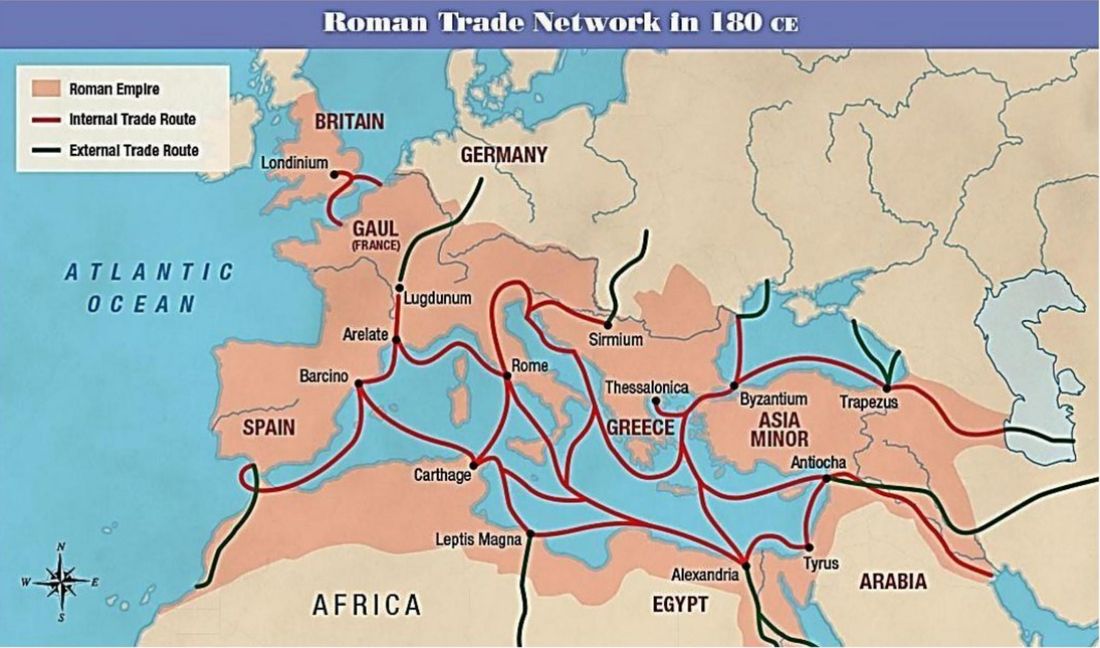 Roman Trade Network in 180 CE
Roman Empire
Internal Trade Route
External Trade Route
BRITAIN
Londinium
GERMANY
GAUL
(FRANCE)
ATLANTIC
OCEAN
Lugdunum
Arelate
Sirmium
Barcino
Rome
Thessalonica
Byzantium
Trapezus
SPAIN
GREECE
ASIA
MINOR
Carthage
Antiocha
Leptis Magna
Tyrus
Alexandria
ARABIA
EGYPT
AFRICA
N
W
E
S